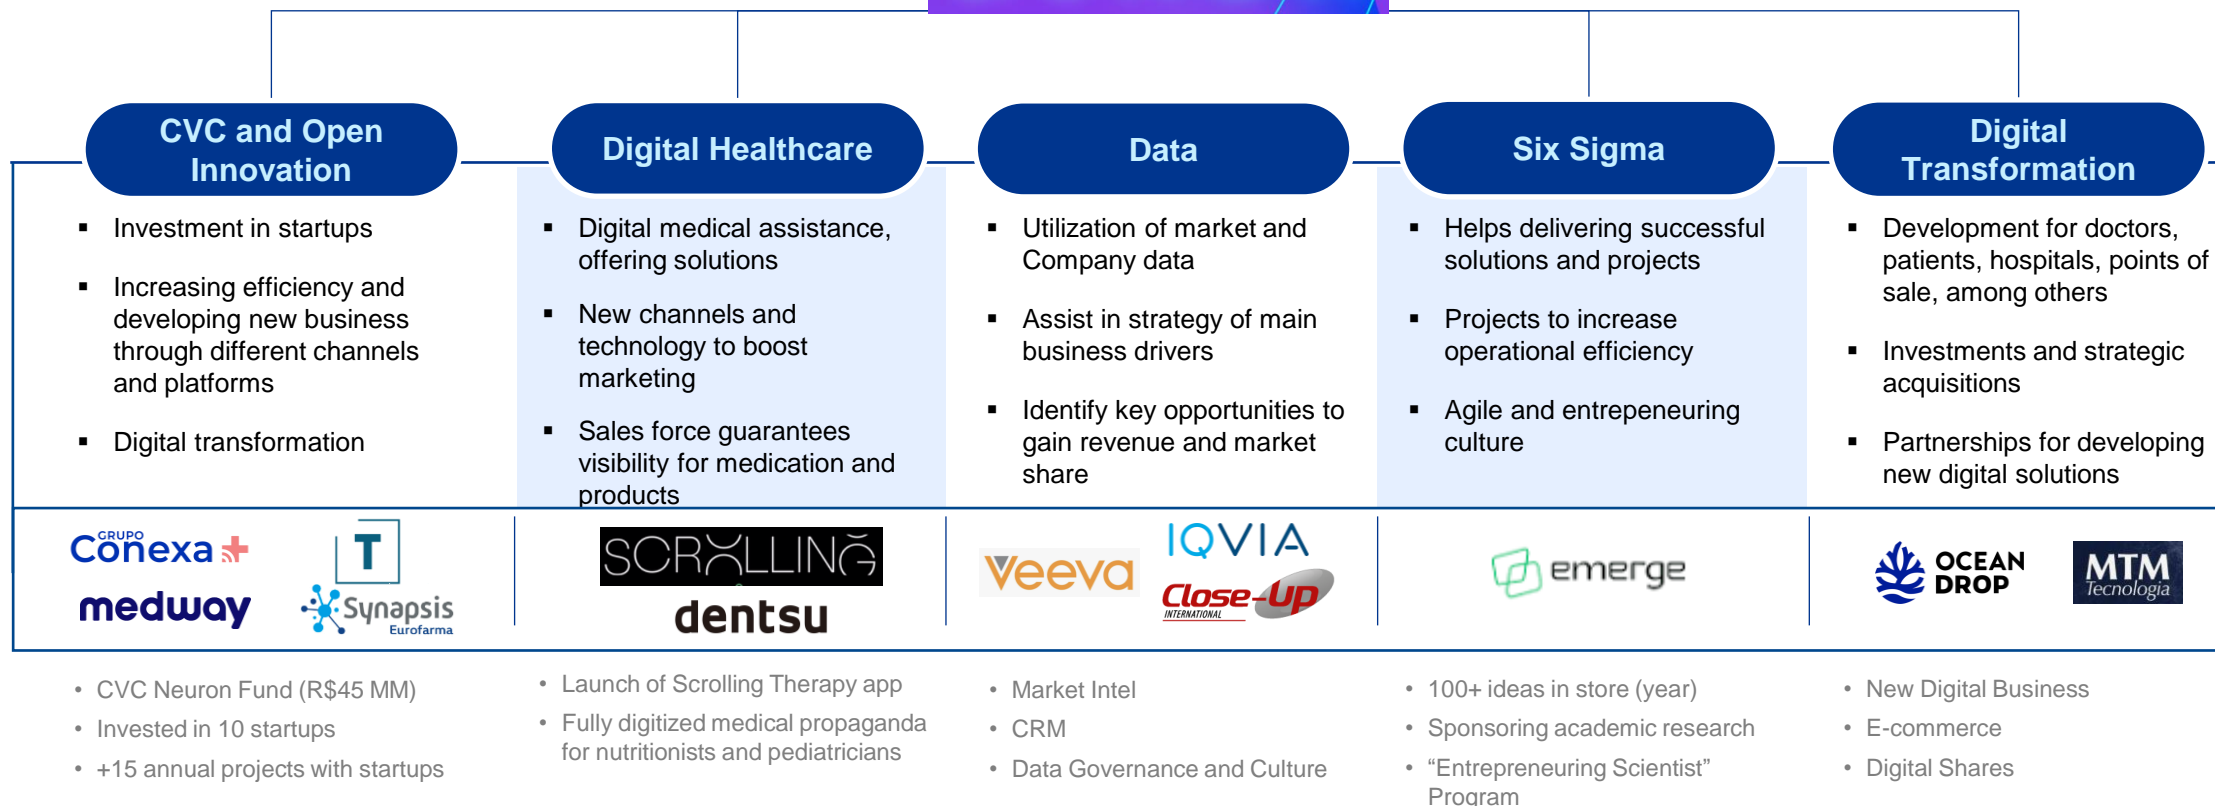 CVC and Open
Innovation
Digital Healthcare
Data
Six Sigma
Digital
Transformation
▪ Investment in startups
▪ Increasing efficiency and
developing new business
through different channels
and platforms
▪ Digital transformation
▪ Digital medical assistance,
offering solutions
▪ New channels and
technology to boost
marketing
▪ Sales force guarantees
visibility for medication and
products
▪ Utilization of market and
Company data
▪ Assist in strategy of main
business drivers
▪ Identify key opportunities to
gain revenue and market
share
▪ Helps delivering successful
solutions and projects
▪ Projects to increase
operational efficiency
▪ Agile and entrepeneuring
culture
▪ Development for doctors,
patients, hospitals, points of
sale, among others
▪ Investments and strategic
acquisitions
▪ Partnerships for developing
new digital solutions
GRUPO
Conexa
medway
T
Synapsis
Eurofarma
SCROLLING
dentsu
Veeva
IQVIA
Close-Up
INTERNATIONAL
emerge
OCEAN
DROP
MTM
Tecnologia
• CVC Neuron Fund (R$45 MM)
• Invested in 10 startups
• +15 annual projects with startups
• Launch of Scrolling Therapy app
• Fully digitized medical propaganda
for nutritionists and pediatricians
• Market Intel
• CRM
• Data Governance and Culture
• 100+ ideas in store (year)
• Sponsoring academic research
• “Entrepreneuring Scientist”
Program
• New Digital Business
• E-commerce
• Digital Shares